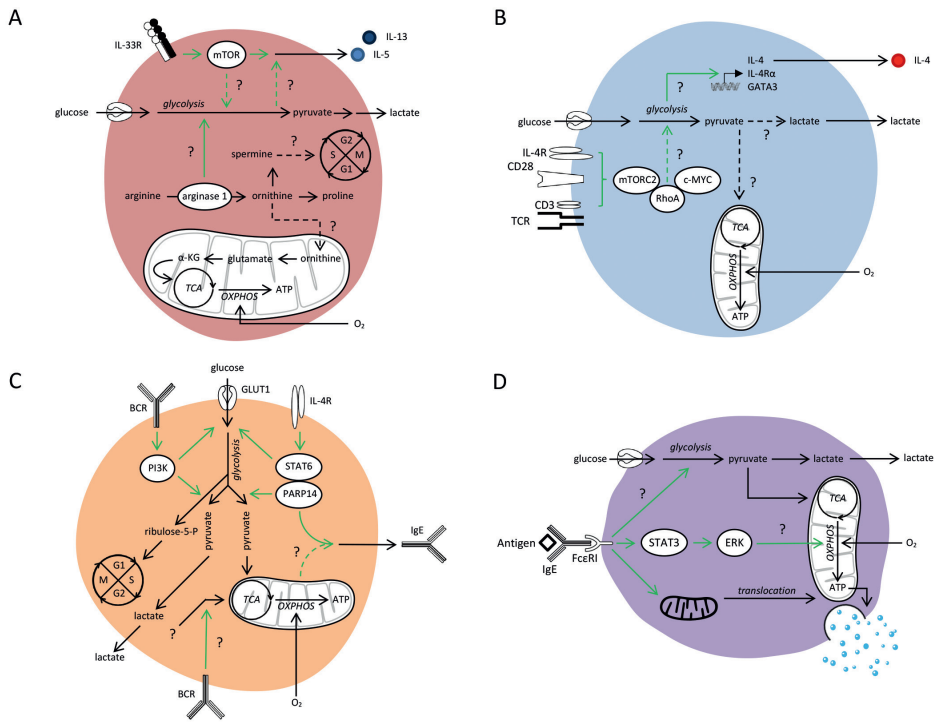 A
IL-33R
mTOR
IL-13
IL-5
?
?
glucose
glycolysis
pyruvate
lactate
?
spermine
?
G2
S
M
G1
arginine
arginase 1
ornithine
proline
?
α-KG
glutamate
ornithine
TCA
OXPHOS
ATP
O₂
B
IL-4
IL-4Rα
GATA3
IL-4
?
glycolysis
glucose
pyruvate
?
lactate
lactate
IL-4R
CD28
CD3
TCR
?
mTORC2
c-MYC
RhoA
?
TCA
OXPHOS
O₂
ATP
C
glucose
GLUT1
BCR
IL-4R
PI3K
glycolysis
STAT6
PARP14
ribulose-5-P
pyruvate
pyruvate
IgE
?
G1
M
S
G2
TCA
OXPHOS
ATP
lactate
?
?
lactate
BCR
O₂
D
glucose
glycolysis
pyruvate
lactate
lactate
?
TCA
Antigen
IgE
FcεRI
STAT3
ERK
?
OXPHOS
O₂
translocation
ATP